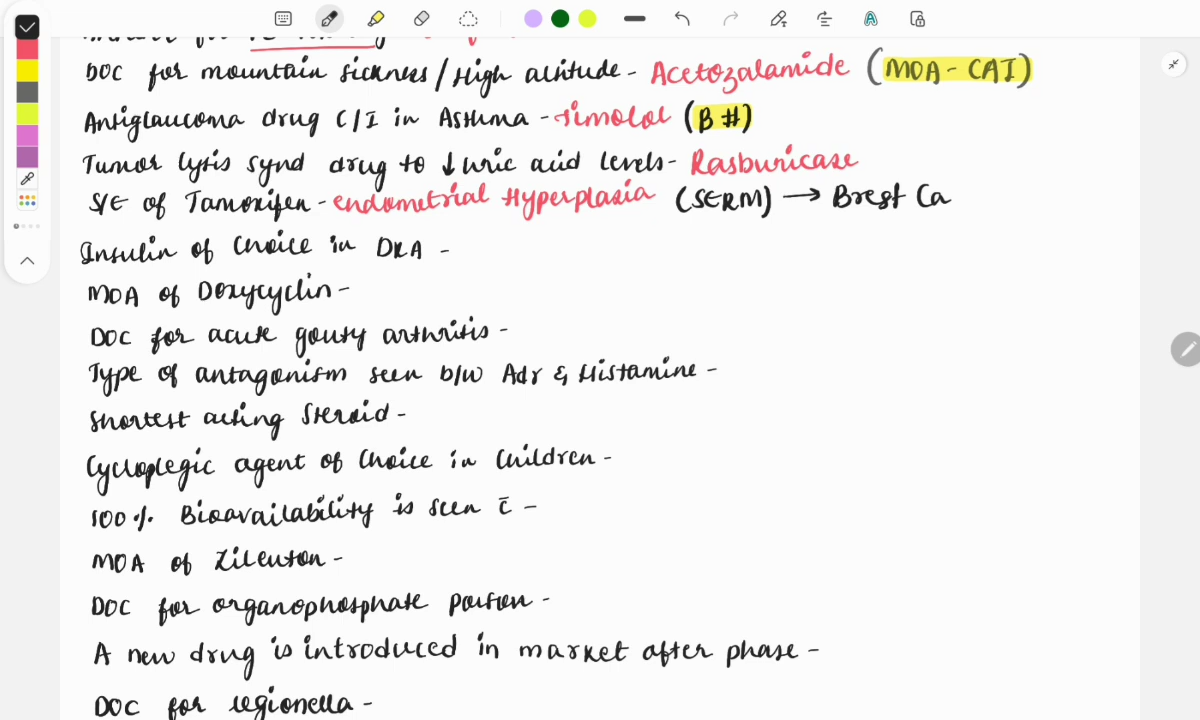 DOC for mountain sickness / High altitude - Acetozalamide (MOA - CAI)
Antiglaucoma drug C/I in Asthma - Timolol (B #)
Tumor lysis synd drug to ↓ uric acid levels - Rasburicase
S/E of Tamoxifen - endometrial Hyperplasia (SERM) → Brest Ca
Insulin of Choice in DKA -
MOA of Doxycyclin -
DOC for acute gouty arthritis -
Type of antagonism seen b/w Adr & Histamine -
Shortest acting Steroid -
Cycloplegic agent of Choice in Children -
100% Bioavailability is seen c̄ -
MOA of Zileuton -
DOC for organophosphate poision -
A new drug is introduced in market after phase -
DOC for legionella -